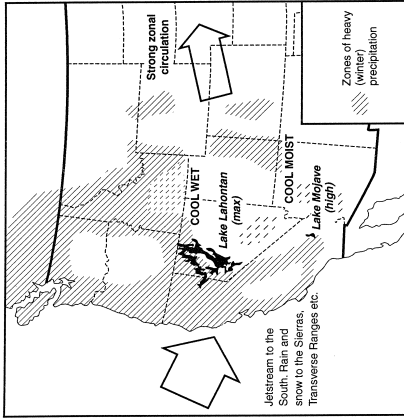 Strong zonal
circulation
Zones of heavy
(winter)
precipitation
COOL WET
Lake Lahontan
(max)
COOL MOIST
Lake Mojave
(high)
Jetstream to the
South. Rain and
snow to the Sierras,
Transverse Ranges etc.